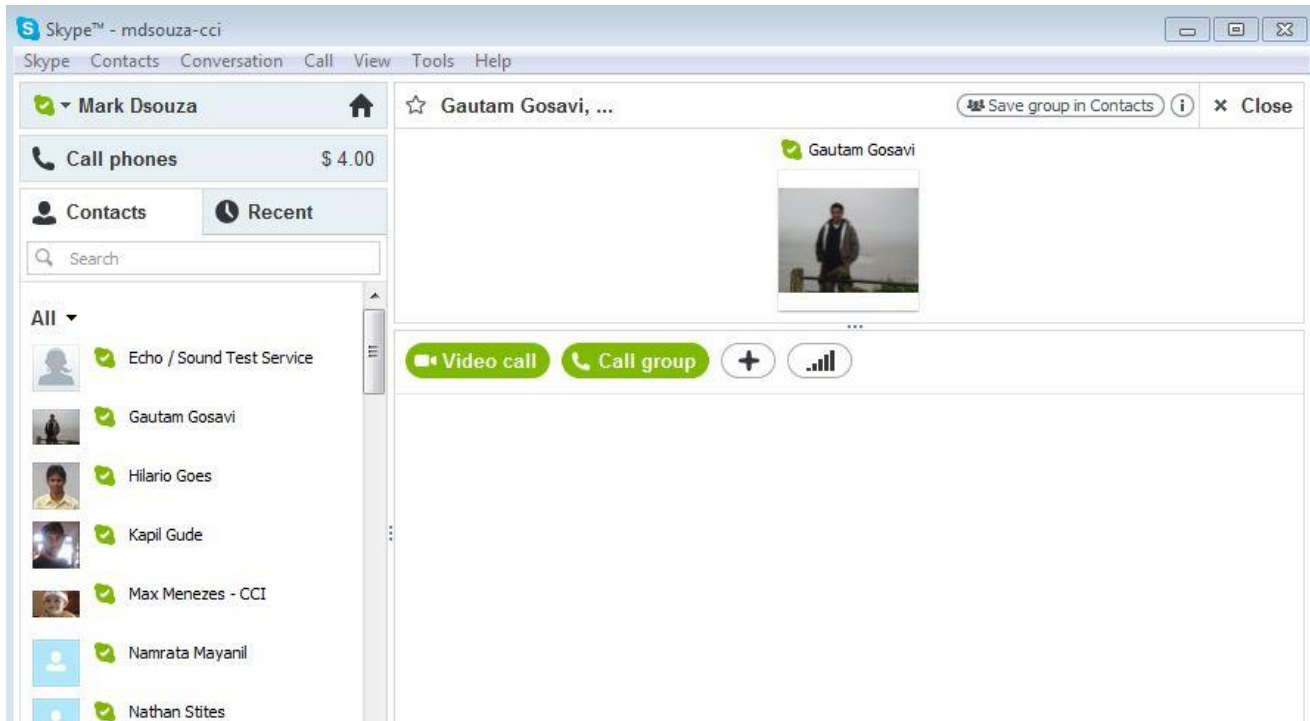 Skype™ - mdsouza-cci
Skype Contacts Conversation Call View Tools Help
Mark Dsouza
Call phones $ 4.00
Contacts Recent
Search
All
Echo / Sound Test Service
Gautam Gosavi
Hilario Goes
Kapil Gude
Max Menezes - CCI
Namrata Mayanil
Nathan Stites
Gautam Gosavi, ...
Save group in Contacts i × Close
Gautam Gosavi
Video call Call group